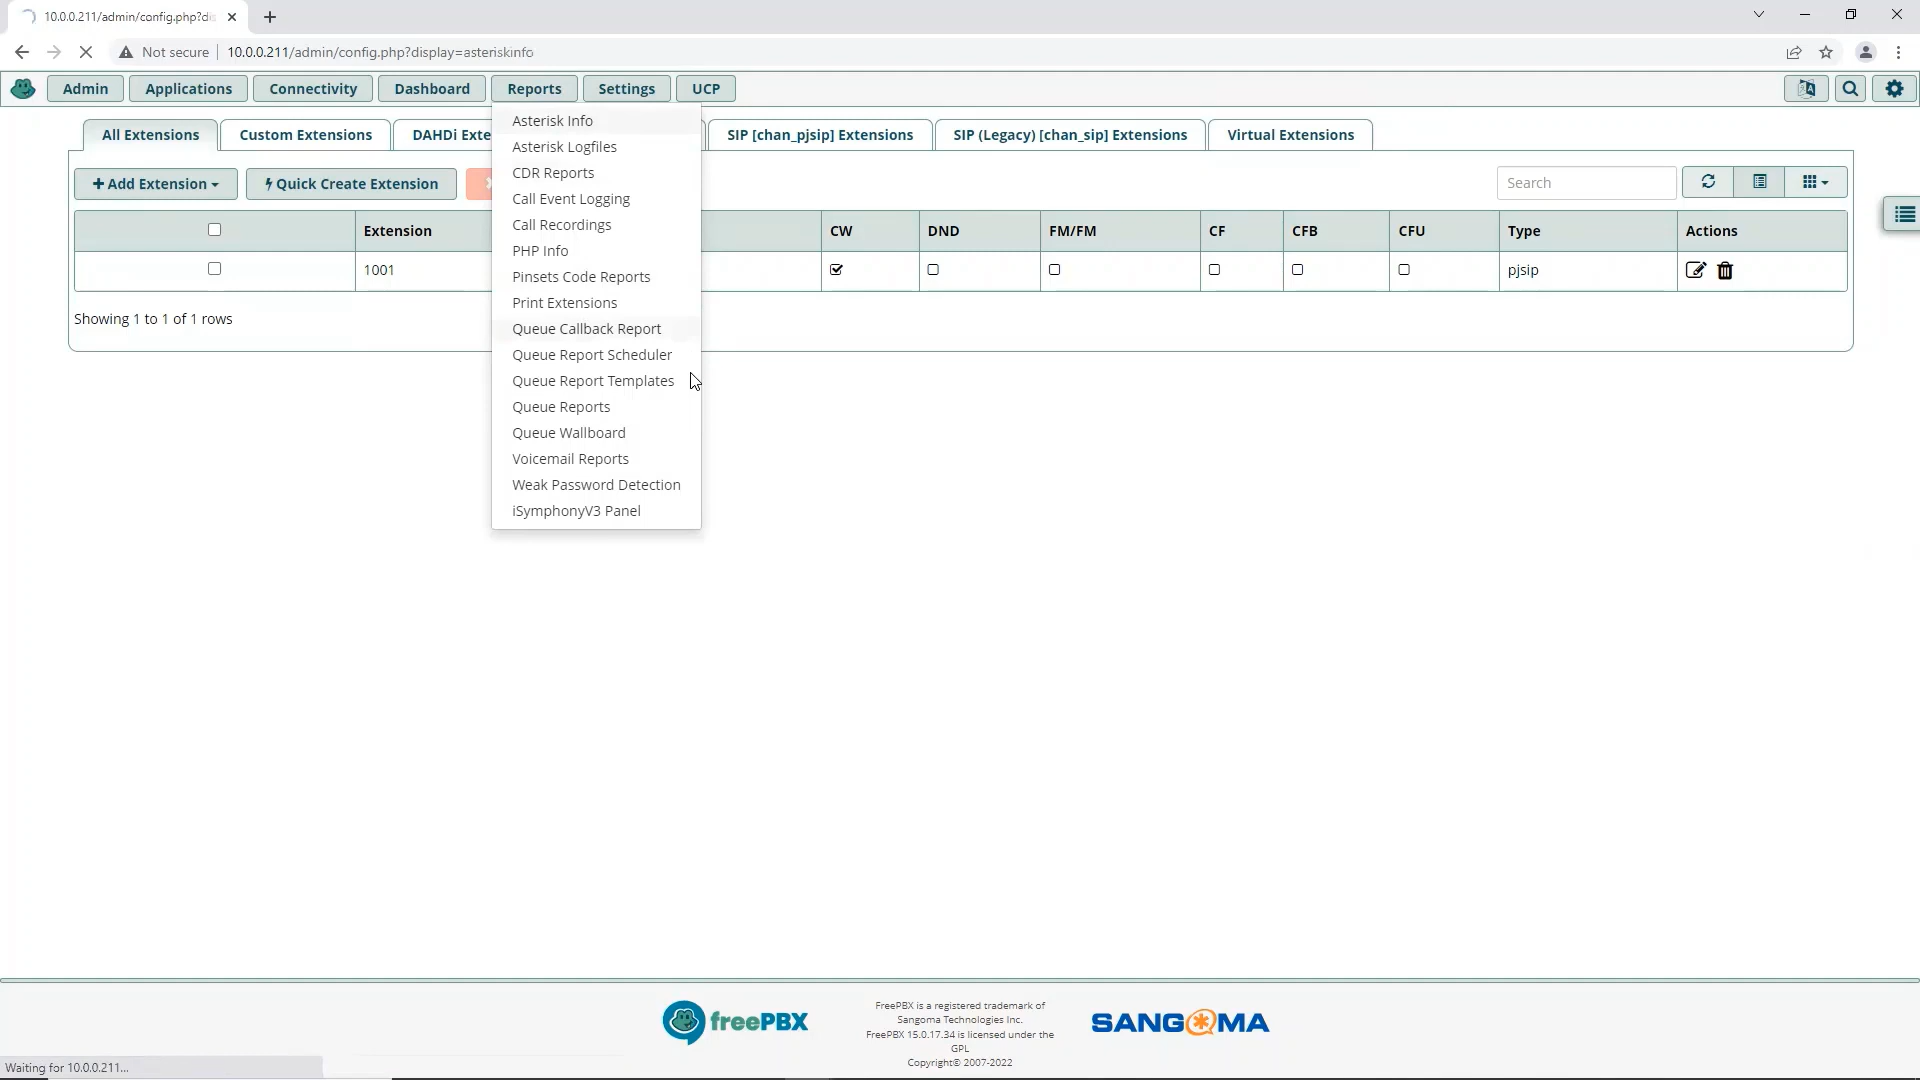 10.0.0.211/admin/config.php?dis
Not secure
10.0.0.211/admin/config.php?display=asteriskinfo
Admin
Applications
Connectivity
Dashboard
Reports
Settings
UCP
All Extensions
Custom Extensions
DAHDi Exte
SIP [chan_pjsip] Extensions
SIP (Legacy) [chan_sip] Extensions
Virtual Extensions
Asterisk Info
Asterisk Logfiles
CDR Reports
Call Event Logging
Call Recordings
PHP Info
Pinsets Code Reports
Print Extensions
Queue Callback Report
Queue Report Scheduler
Queue Report Templates
Queue Reports
Queue Wallboard
Voicemail Reports
Weak Password Detection
iSymphonyV3 Panel
Add Extension
Quick Create Extension
Search
Extension CW DND FM/FM CF CFB CFU Type Actions
1001 pjsip
Showing 1 to 1 of 1 rows
freePBX
FreePBX is a registered trademark of
Sangoma Technologies Inc.
FreePBX 15.0.17.34 is licensed under the
GPL
Copyright© 2007-2022
SANGOMA
Waiting for 10.0.0.211...